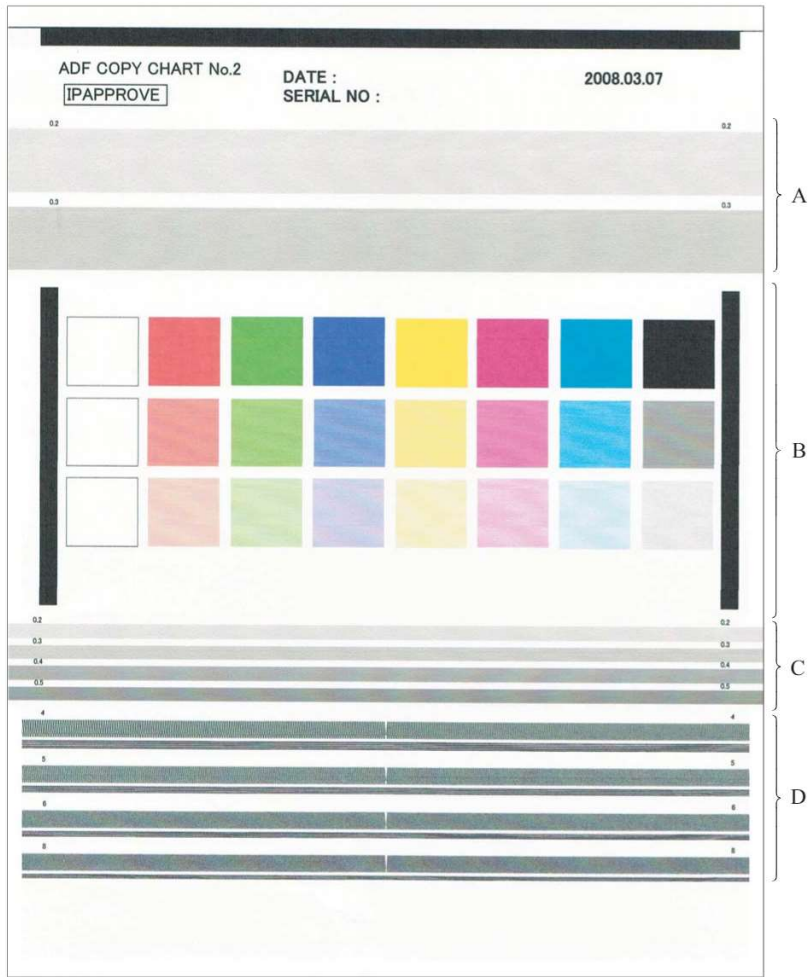 ADF COPY CHART No.2
DATE : 2008.03.07
IPAPPROVE
SERIAL NO :
0.2 0.2
A
0.3 0.3
B
0.2 0.2
0.3 0.3
0.4 0.4
C
0.5 0.5
4 4
5 5
D
6 6
8 8